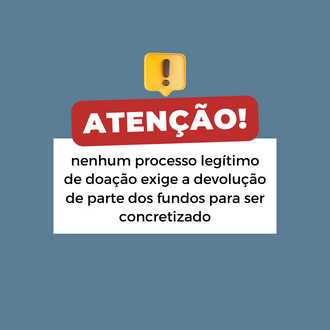 ATENÇÃO!
nenhum processo legítimo
de doação exige a devolução
de parte dos fundos para ser
concretizado